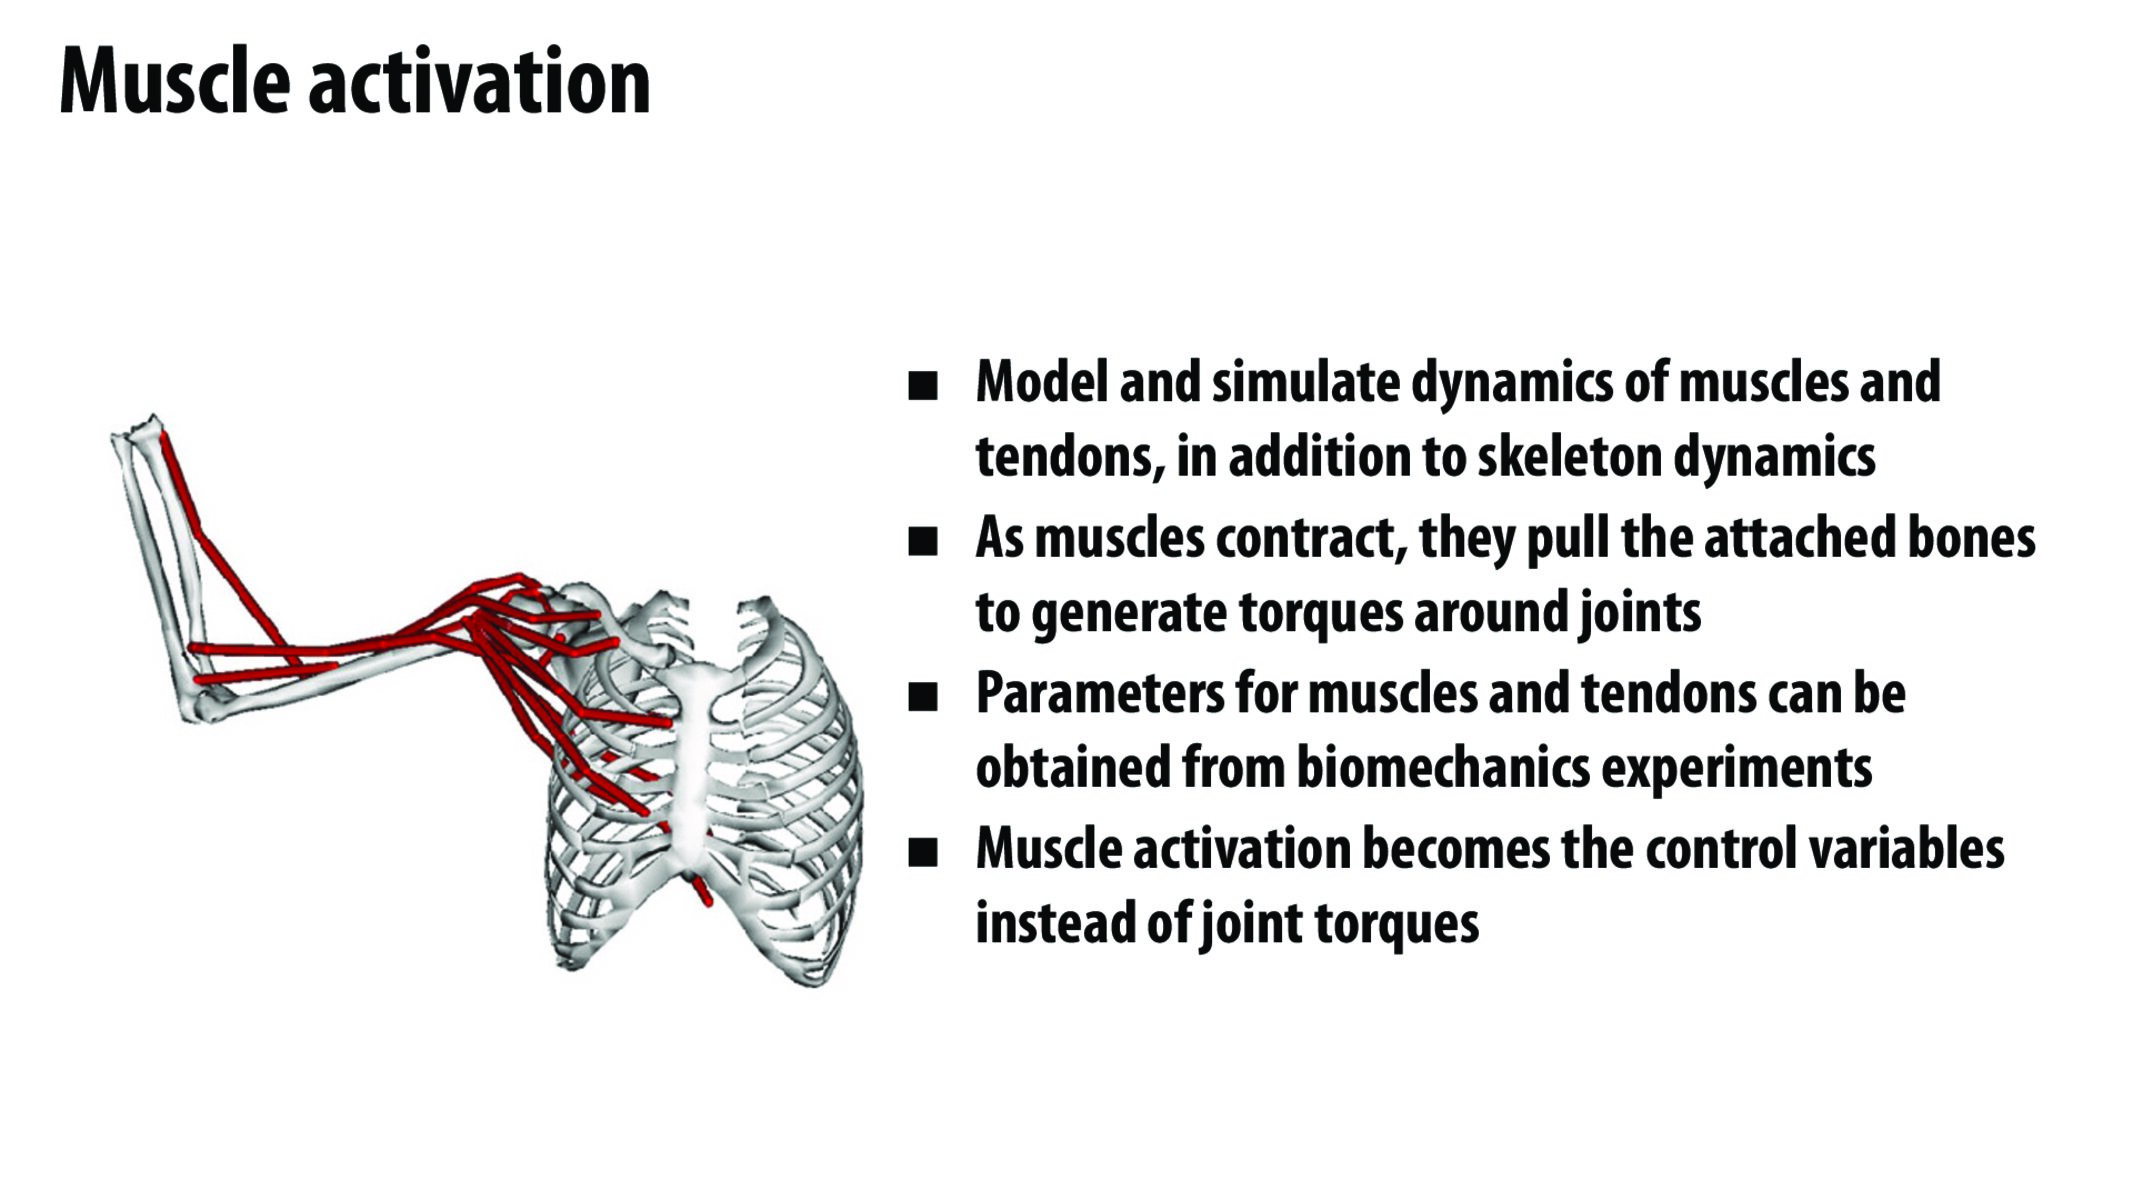 Muscle activation
■ Model and simulate dynamics of muscles and
tendons, in addition to skeleton dynamics
■ As muscles contract, they pull the attached bones
to generate torques around joints
■ Parameters for muscles and tendons can be
obtained from biomechanics experiments
■ Muscle activation becomes the control variables
instead of joint torques